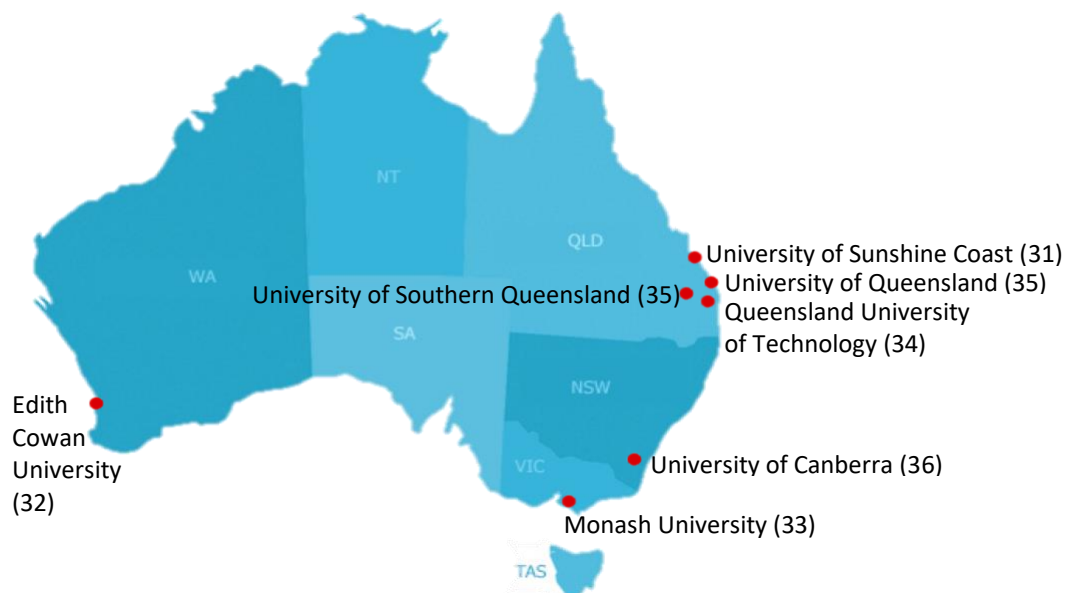 NT
QLD
WA
University of Sunshine Coast (31)
University of Queensland (35)
University of Southern Queensland (35)
Queensland University
of Technology (34)
SA
NSW
Edith
Cowan
University
(32)
VIC
University of Canberra (36)
Monash University (33)
TAS